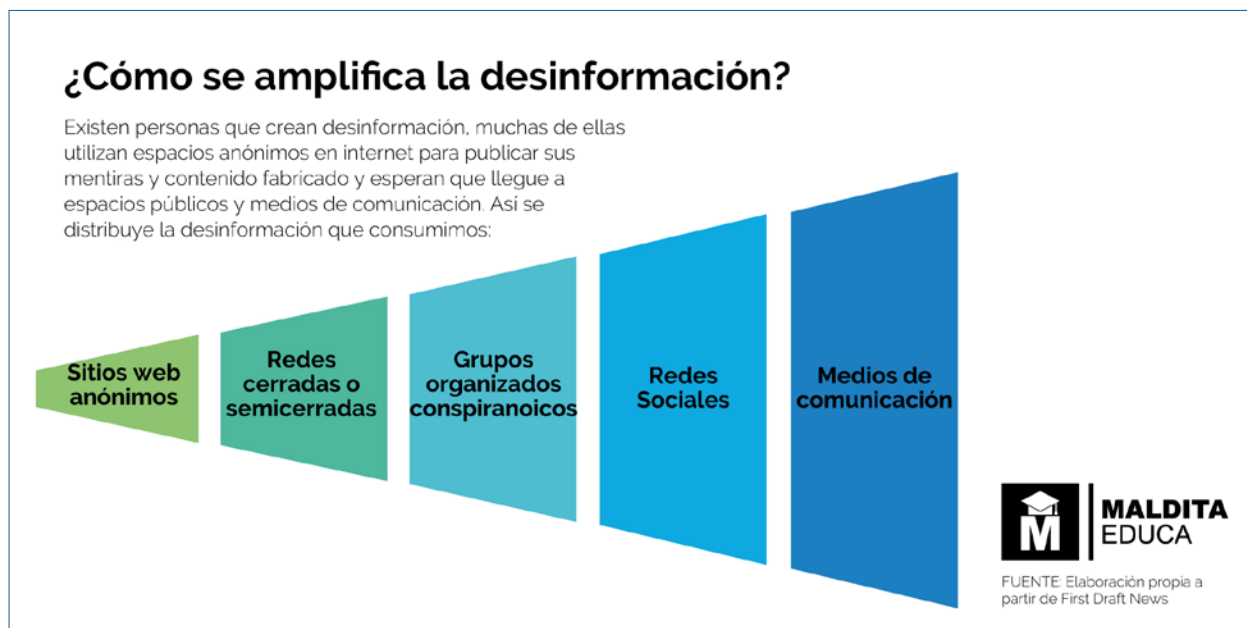 ¿Cómo se amplifica la desinformación?
Existen personas que crean desinformación, muchas de ellas
utilizan espacios anónimos en internet para publicar sus
mentiras y contenido fabricado y esperan que llegue a
espacios públicos y medios de comunicación. Así se
distribuye la desinformación que consumimos:
Sitios web
anónimos
Redes
cerradas o
semicerradas
Grupos
organizados
conspiranoicos
Redes
Sociales
Medios de
comunicación
M
MALDITA
EDUCA
FUENTE: Elaboración propia a
partir de First Draft News